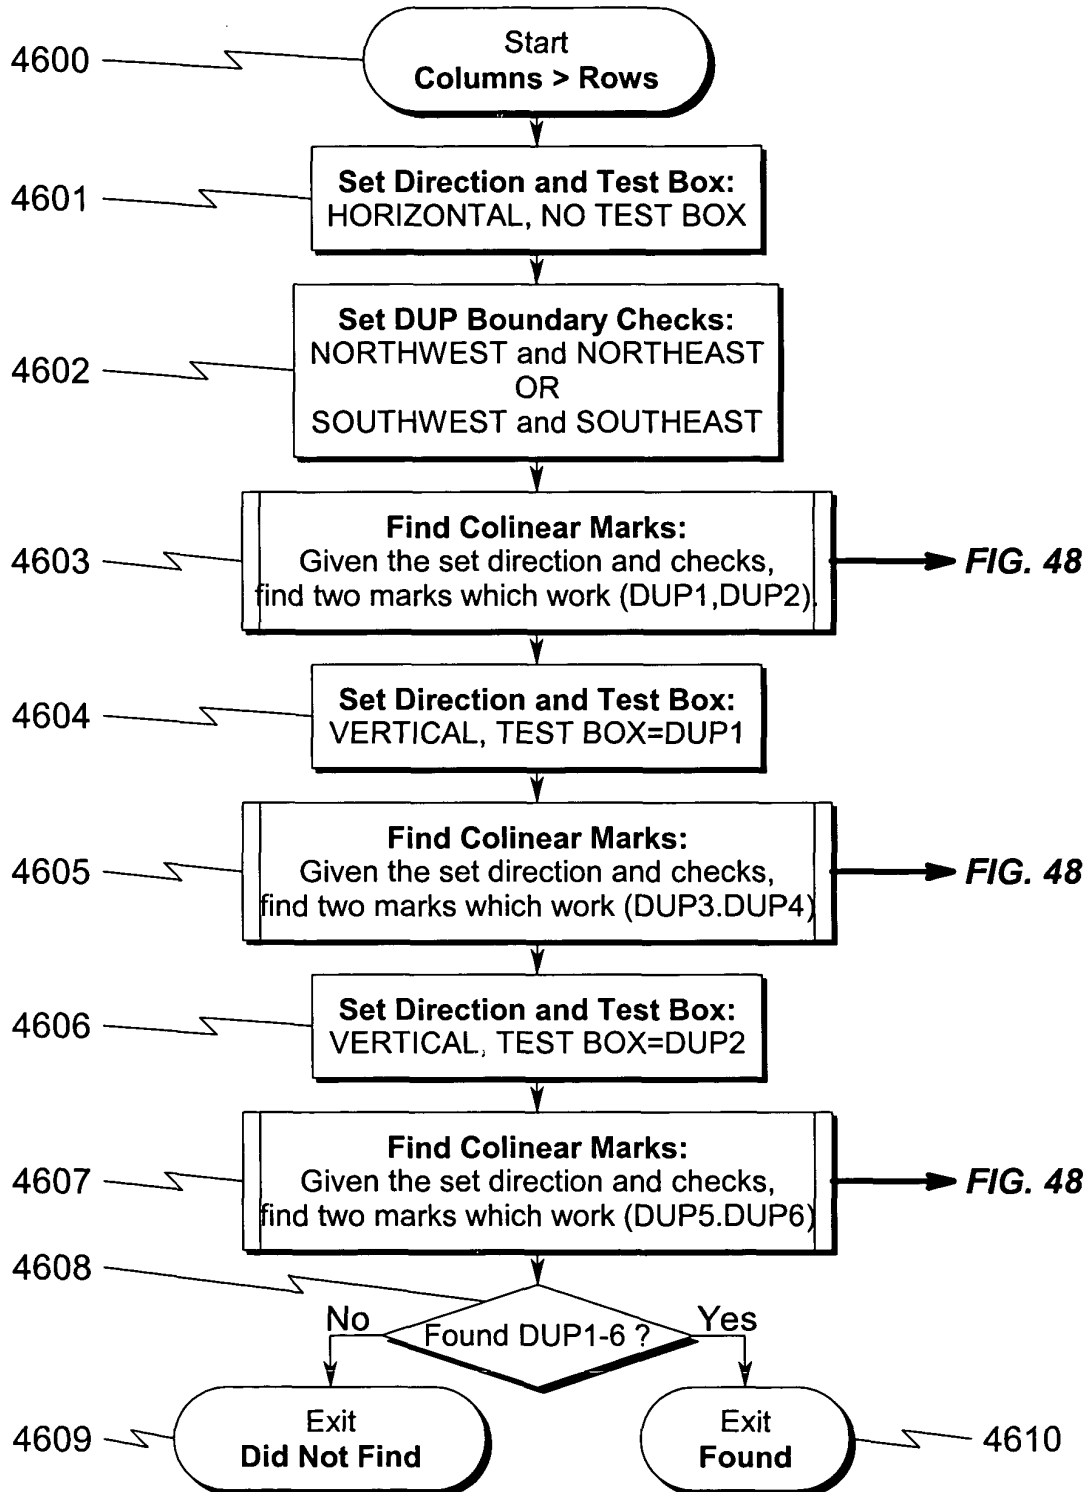 4600
Start
Columns > Rows
4601
Set Direction and Test Box:
HORIZONTAL, NO TEST BOX
4602
Set DUP Boundary Checks:
NORTHWEST and NORTHEAST
OR
SOUTHWEST and SOUTHEAST
4603
Find Colinear Marks:
Given the set direction and checks,
find two marks which work (DUP1,DUP2).
FIG. 48
4604
Set Direction and Test Box:
VERTICAL, TEST BOX=DUP1
4605
Find Colinear Marks:
Given the set direction and checks,
find two marks which work (DUP3.DUP4)
FIG. 48
4606
Set Direction and Test Box:
VERTICAL, TEST BOX=DUP2
4607
Find Colinear Marks:
Given the set direction and checks,
find two marks which work (DUP5.DUP6)
FIG. 48
4608
No
Found DUP1-6 ?
Yes
4609
Exit
Did Not Find
Exit
Found
4610